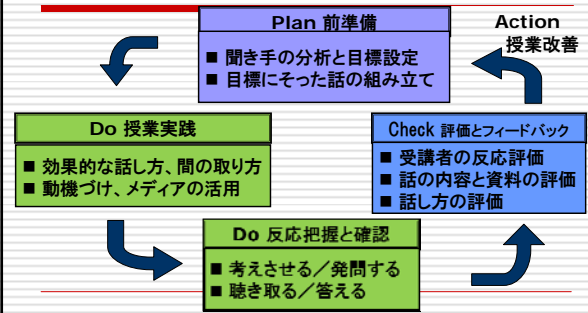 Plan 前準備
■ 聞き手の分析と目標設定
■ 目標にそった話の組み立て
Action
授業改善
Do 授業実践
■ 効果的な話し方、間の取り方
■ 動機づけ、メディアの活用
Check 評価とフィードバック
■ 受講者の反応評価
■ 話の内容と資料の評価
■ 話し方の評価
Do 反応把握と確認
■ 考えさせる／発問する
■ 聴き取る／答える